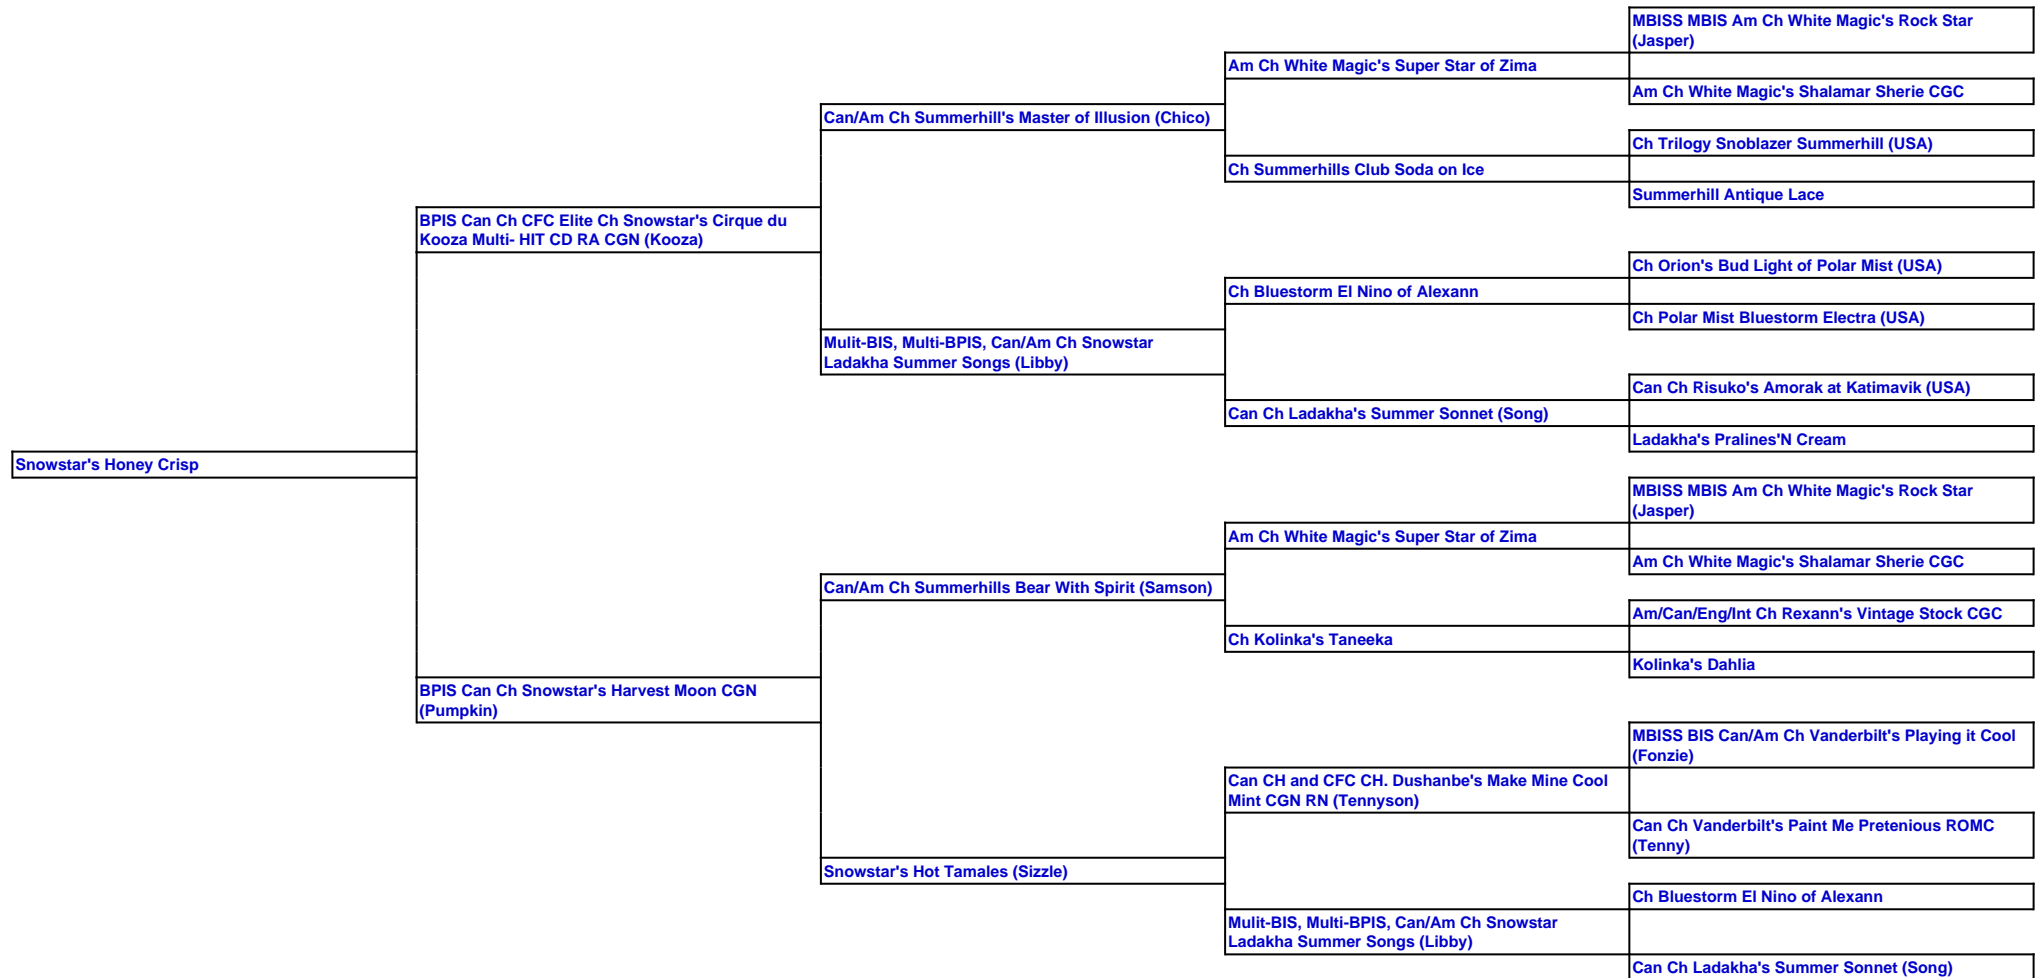 MBISS MBIS Am Ch White Magic's Rock Star
(Jasper)
Am Ch White Magic's Super Star of Zima
Am Ch White Magic's Shalamar Sherie CGC
Can/Am Ch Summerhill's Master of Illusion (Chico)
Ch Trilogy Snoblazer Summerhill (USA)
Ch Summerhills Club Soda on Ice
Summerhill Antique Lace
BPIS Can Ch CFC Elite Ch Snowstar's Cirque du
Kooza Multi- HIT CD RA CGN (Kooza)
Ch Orion's Bud Light of Polar Mist (USA)
Ch Bluestorm El Nino of Alexann
Ch Polar Mist Bluestorm Electra (USA)
Mulit-BIS, Multi-BPIS, Can/Am Ch Snowstar
Ladakha Summer Songs (Libby)
Can Ch Risuko's Amorak at Katimavik (USA)
Can Ch Ladakha's Summer Sonnet (Song)
Ladakha's Pralines'N Cream
Snowstar's Honey Crisp
MBISS MBIS Am Ch White Magic's Rock Star
(Jasper)
Am Ch White Magic's Super Star of Zima
Am Ch White Magic's Shalamar Sherie CGC
Can/Am Ch Summerhills Bear With Spirit (Samson)
Am/Can/Eng/Int Ch Rexann's Vintage Stock CGC
Ch Kolinka's Taneeka
Kolinka's Dahlia
BPIS Can Ch Snowstar's Harvest Moon CGN
(Pumpkin)
MBISS BIS Can/Am Ch Vanderbilt's Playing it Cool
(Fonzie)
Can CH and CFC CH. Dushanbe's Make Mine Cool
Mint CGN RN (Tennyson)
Can Ch Vanderbilt's Paint Me Pretenious ROMC
(Tenny)
Snowstar's Hot Tamales (Sizzle)
Ch Bluestorm El Nino of Alexann
Mulit-BIS, Multi-BPIS, Can/Am Ch Snowstar
Ladakha Summer Songs (Libby)
Can Ch Ladakha's Summer Sonnet (Song)